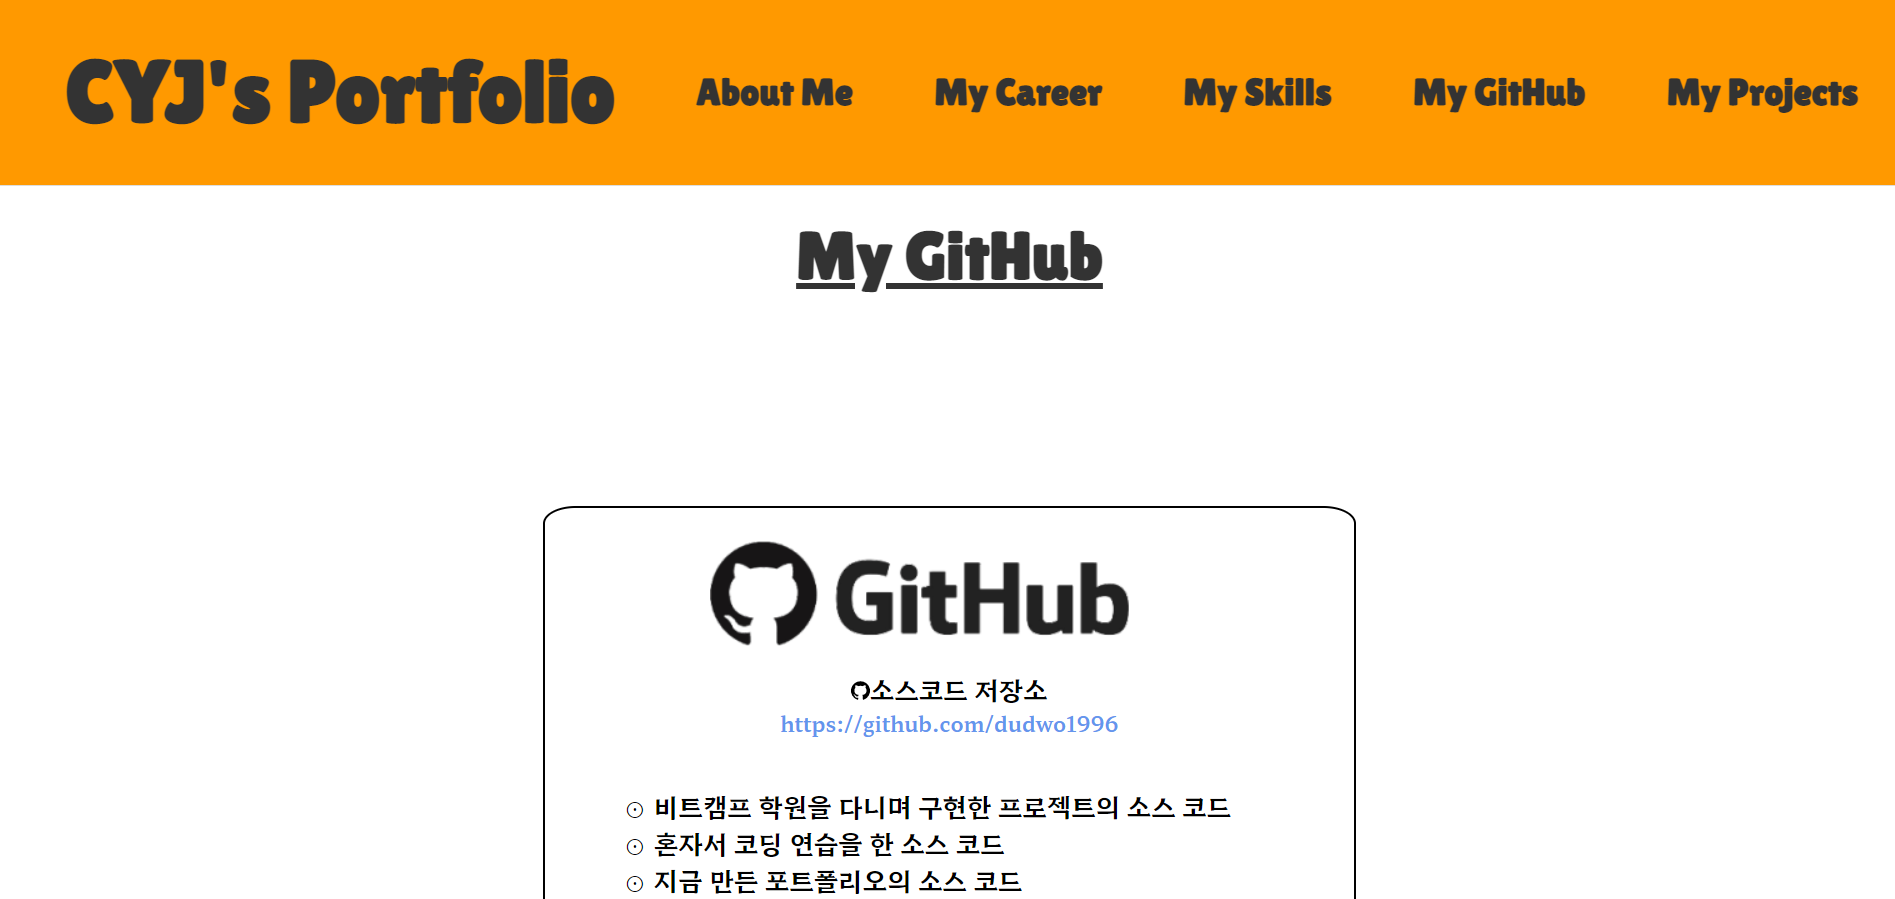 CYJ's Portfolio About Me My Career My Skills My GitHub My Projects
My GitHub
GitHub
소스코드 저장소
https://github.com/dudwo1996
⊙ 비트캠프 학원을 다니며 구현한 프로젝트의 소스 코드
⊙ 혼자서 코딩 연습을 한 소스 코드
⊙ 지금 만든 포트폴리오의 소스 코드